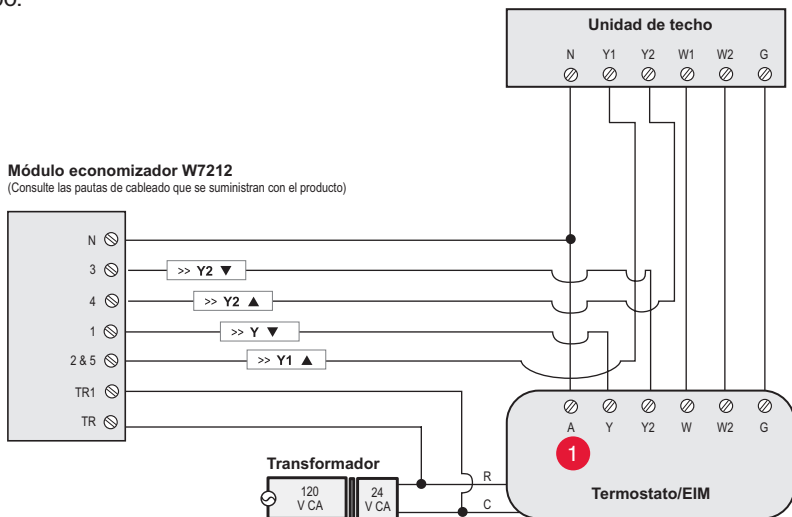 Unidad de techo
N Y1 Y2 W1 W2 G
Módulo economizador W7212
(Consulte las pautas de cableado que se suministran con el producto)
N
3 >> Y2 ▼
4 >> Y2 ▲
1 >> Y ▼
2 & 5 >> Y1 ▲
TR1
TR
A Y Y2 W W2 G
1
Transformador
120 V CA
24 V CA
R
C
Termostato/EIM